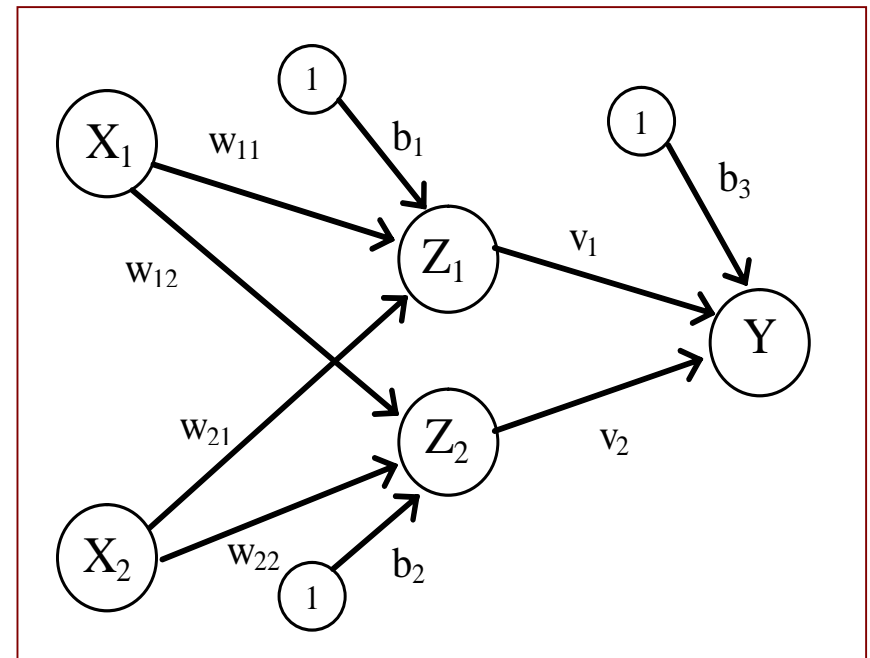 1
X₁
w₁₁
b₁
1
b₃
w₁₂
Z₁
v₁
Y
w₂₁
Z₂
v₂
X₂
w₂₂
1
b₂